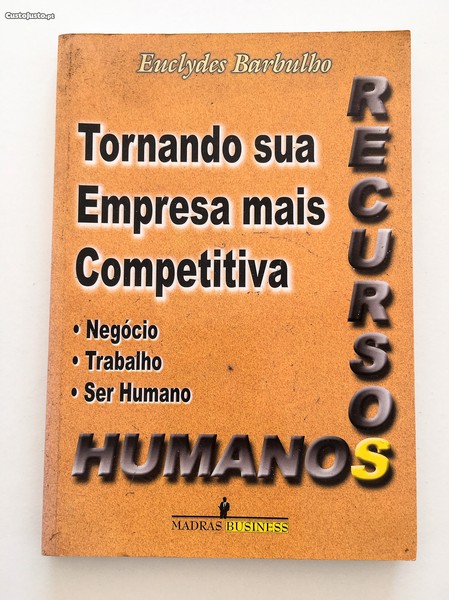 CustoJusto.pt
Euclydes Barbulho
RECURSOS
Tornando sua
Empresa mais
Competitiva
• Negócio
• Trabalho
• Ser Humano
HUMANOS
MADRAS BUSINESS